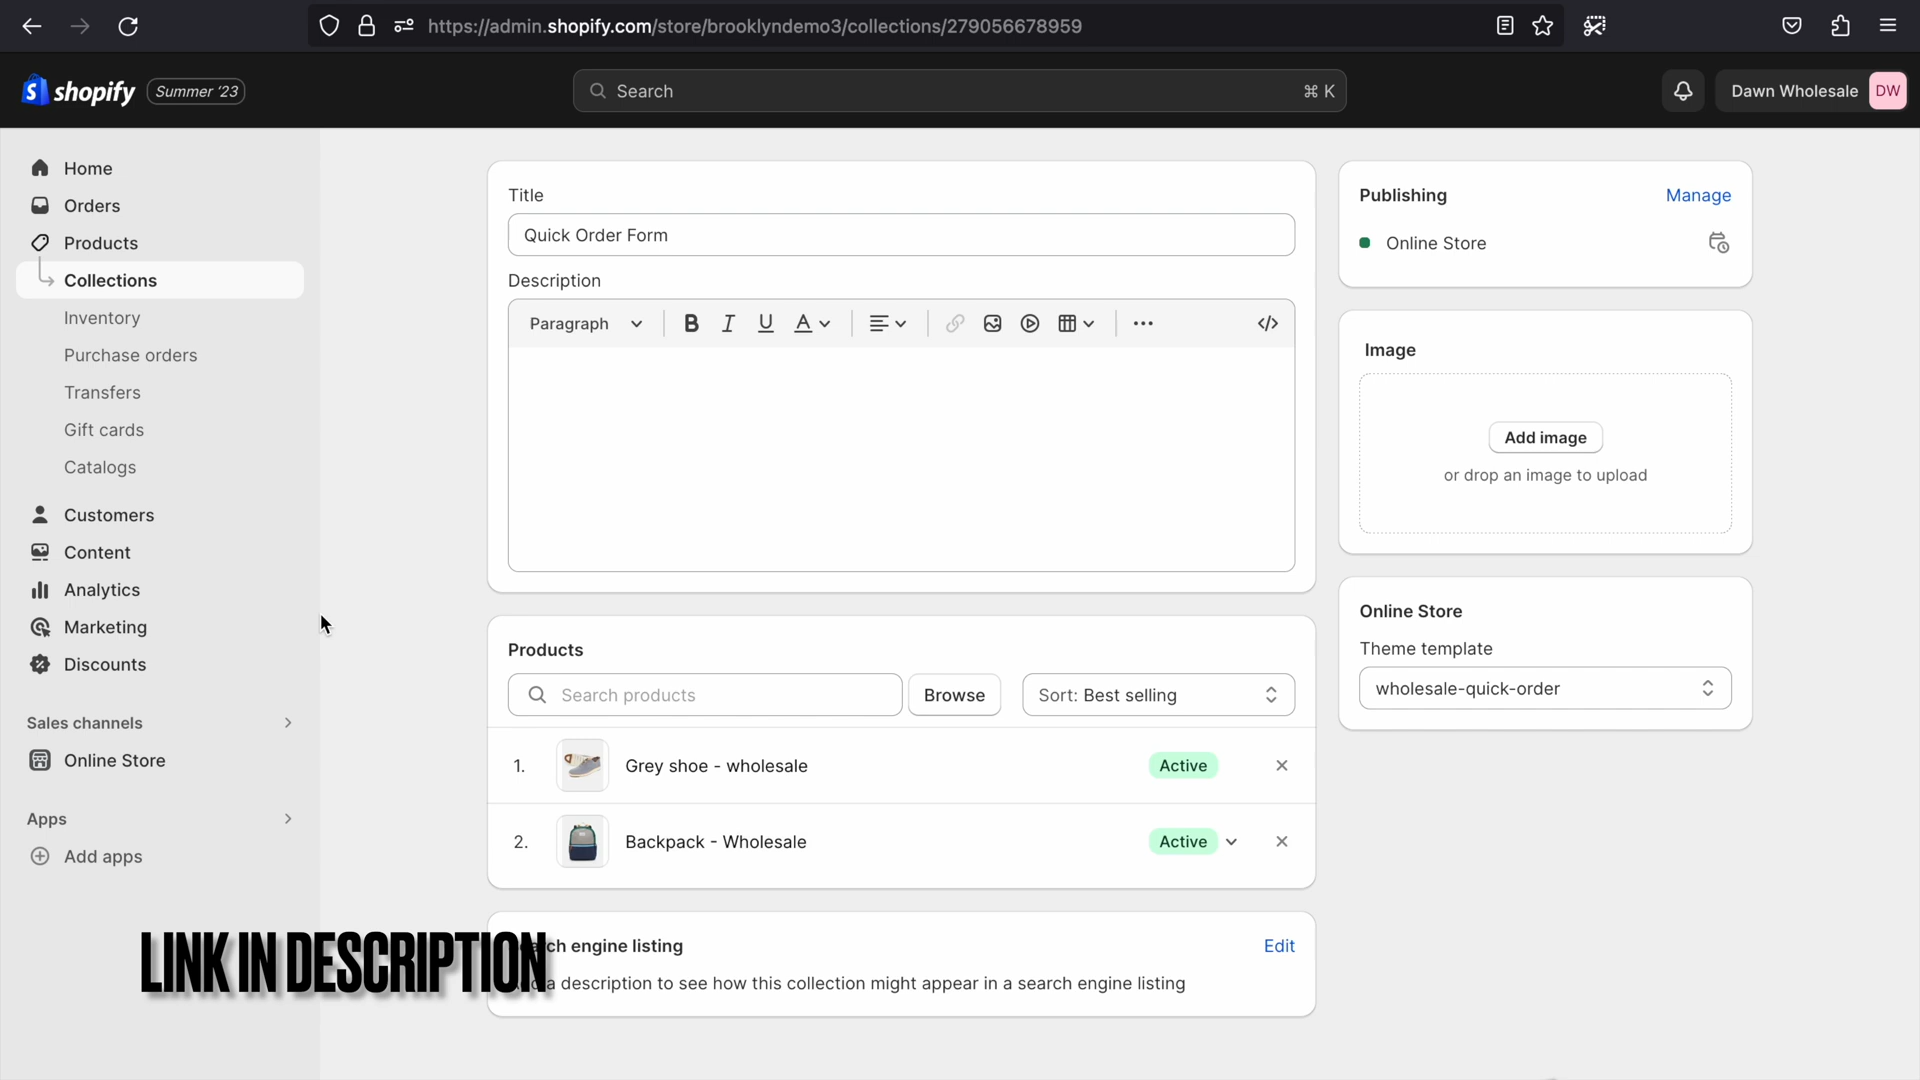 https://admin.shopify.com/store/brooklyndemo3/collections/279056678959
shopify
Summer '23
Search
⌘ K
Dawn Wholesale
DW
Home
Orders
Products
Collections
Inventory
Purchase orders
Transfers
Gift cards
Catalogs
Customers
Content
Analytics
Marketing
Discounts
Sales channels
Online Store
Apps
Add apps
Title
Quick Order Form
Description
Paragraph
B I U A
Products
Search products
Browse
Sort: Best selling
1.
Grey shoe - wholesale
Active
2.
Backpack - Wholesale
Active
ch engine listing
Edit
a description to see how this collection might appear in a search engine listing
Publishing
Manage
Online Store
Image
Add image
or drop an image to upload
Online Store
Theme template
wholesale-quick-order
LINK IN DESCRIPTION